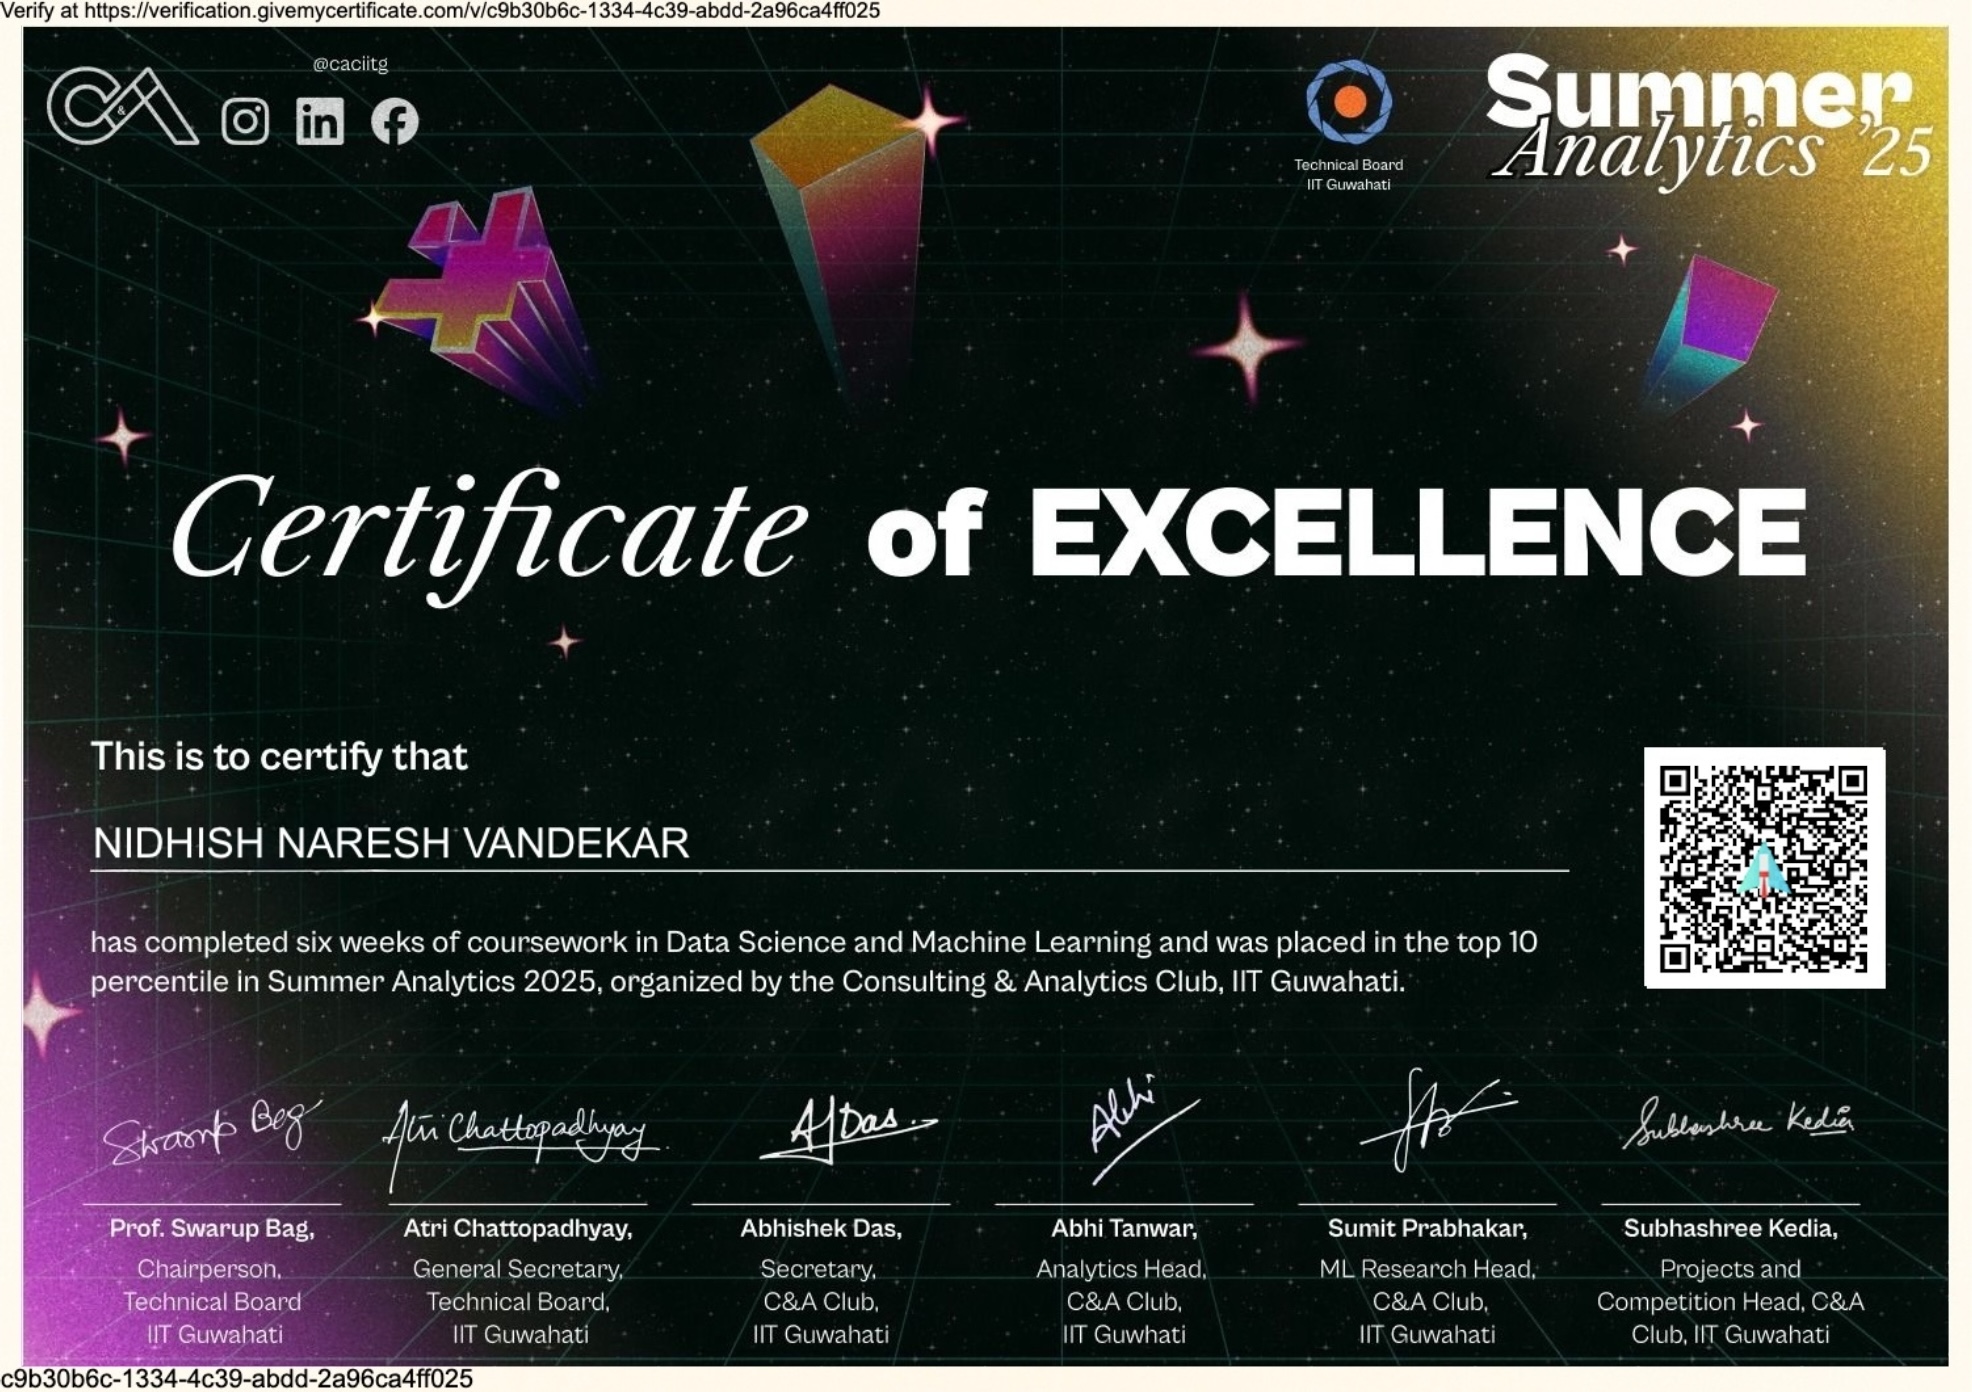 Verify at https://verification.givemycertificate.com/v/c9b30b6c-1334-4c39-abdd-2a96ca4ff025
@caciitg
C&A
Technical Board
IIT Guwahati
Summer
Analytics '25
Certificate of EXCELLENCE
This is to certify that
NIDHISH NARESH VANDEKAR
has completed six weeks of coursework in Data Science and Machine Learning and was placed in the top 10
percentile in Summer Analytics 2025, organized by the Consulting & Analytics Club, IIT Guwahati.
Swarup Bag
Atri Chattopadhyay
AJDas
Abhi
Subhashree Kedia
Prof. Swarup Bag,
Chairperson,
Technical Board
IIT Guwahati
Atri Chattopadhyay,
General Secretary,
Technical Board,
IIT Guwahati
Abhishek Das,
Secretary,
C&A Club,
IIT Guwahati
Abhi Tanwar,
Analytics Head,
C&A Club,
IIT Guwhati
Sumit Prabhakar,
ML Research Head,
C&A Club,
IIT Guwahati
Subhashree Kedia,
Projects and
Competition Head, C&A
Club, IIT Guwahati
c9b30b6c-1334-4c39-abdd-2a96ca4ff025